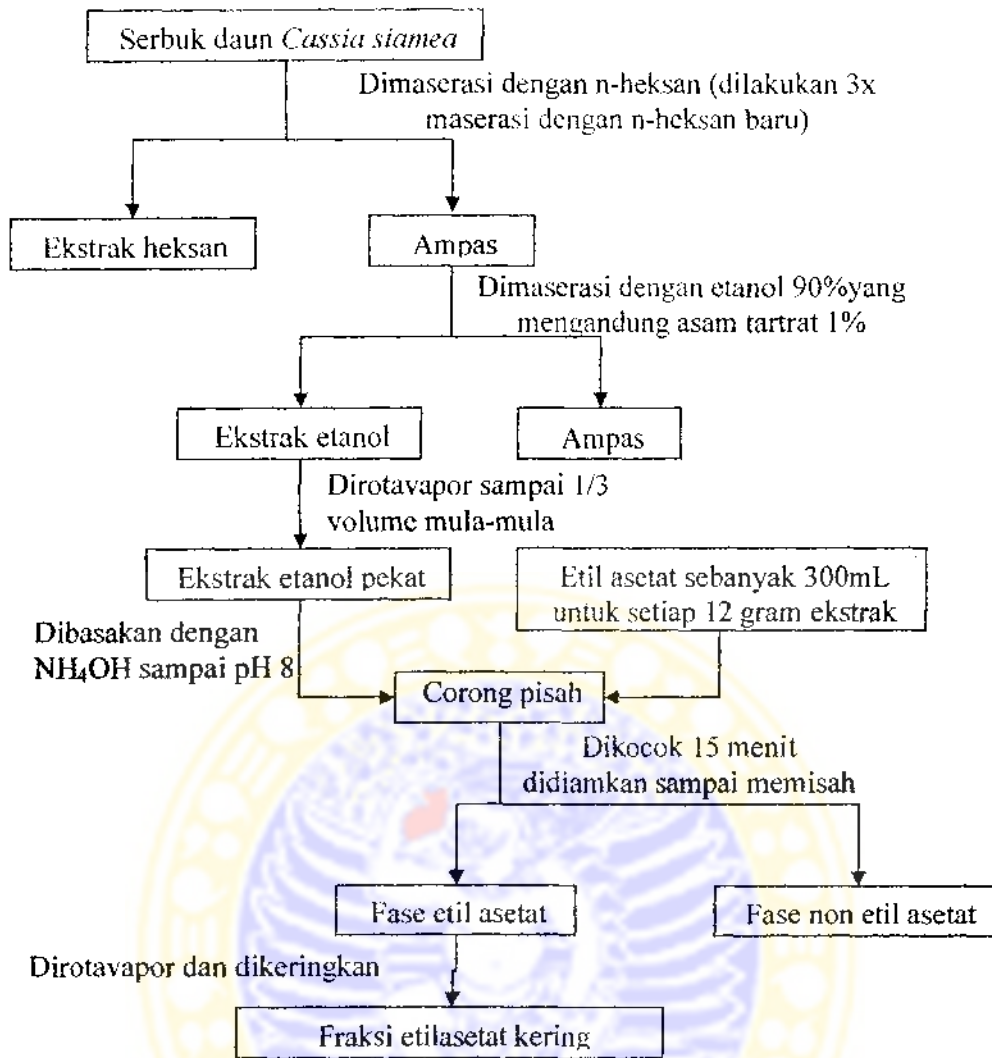 Serbuk daun Cassia siamea
Dimaserasi dengan n-heksan (dilakukan 3x
maserasi dengan n-heksan baru)
Ekstrak heksan
Ampas
Dimaserasi dengan etanol 90%yang
mengandung asam tartrat 1%
Ekstrak etanol
Ampas
Dirotavapor sampai 1/3
volume mula-mula
Ekstrak etanol pekat
Etil asetat sebanyak 300mL
untuk setiap 12 gram ekstrak
Dibasakan dengan
NH₄OH sampai pH 8
Corong pisah
Dikocok 15 menit
didiamkan sampai memisah
Fase etil asetat
Fase non etil asetat
Dirotavapor dan dikeringkan
Fraksi etilasetat kering